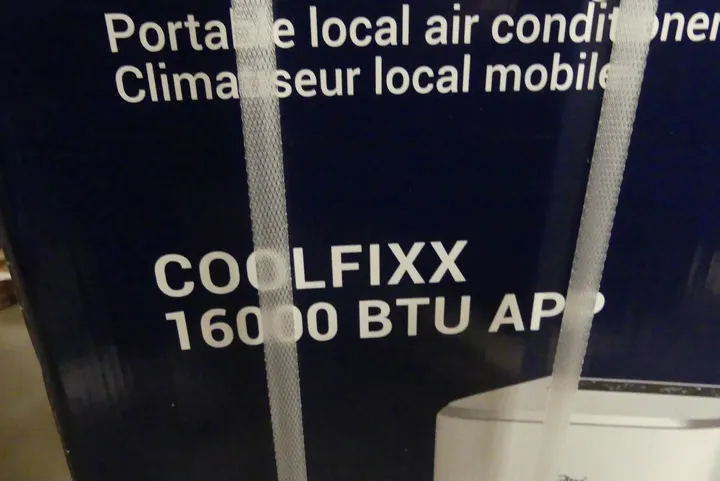 Portable local air conditioner
Climatiseur local mobile
COOLFIXX
16000 BTU APP